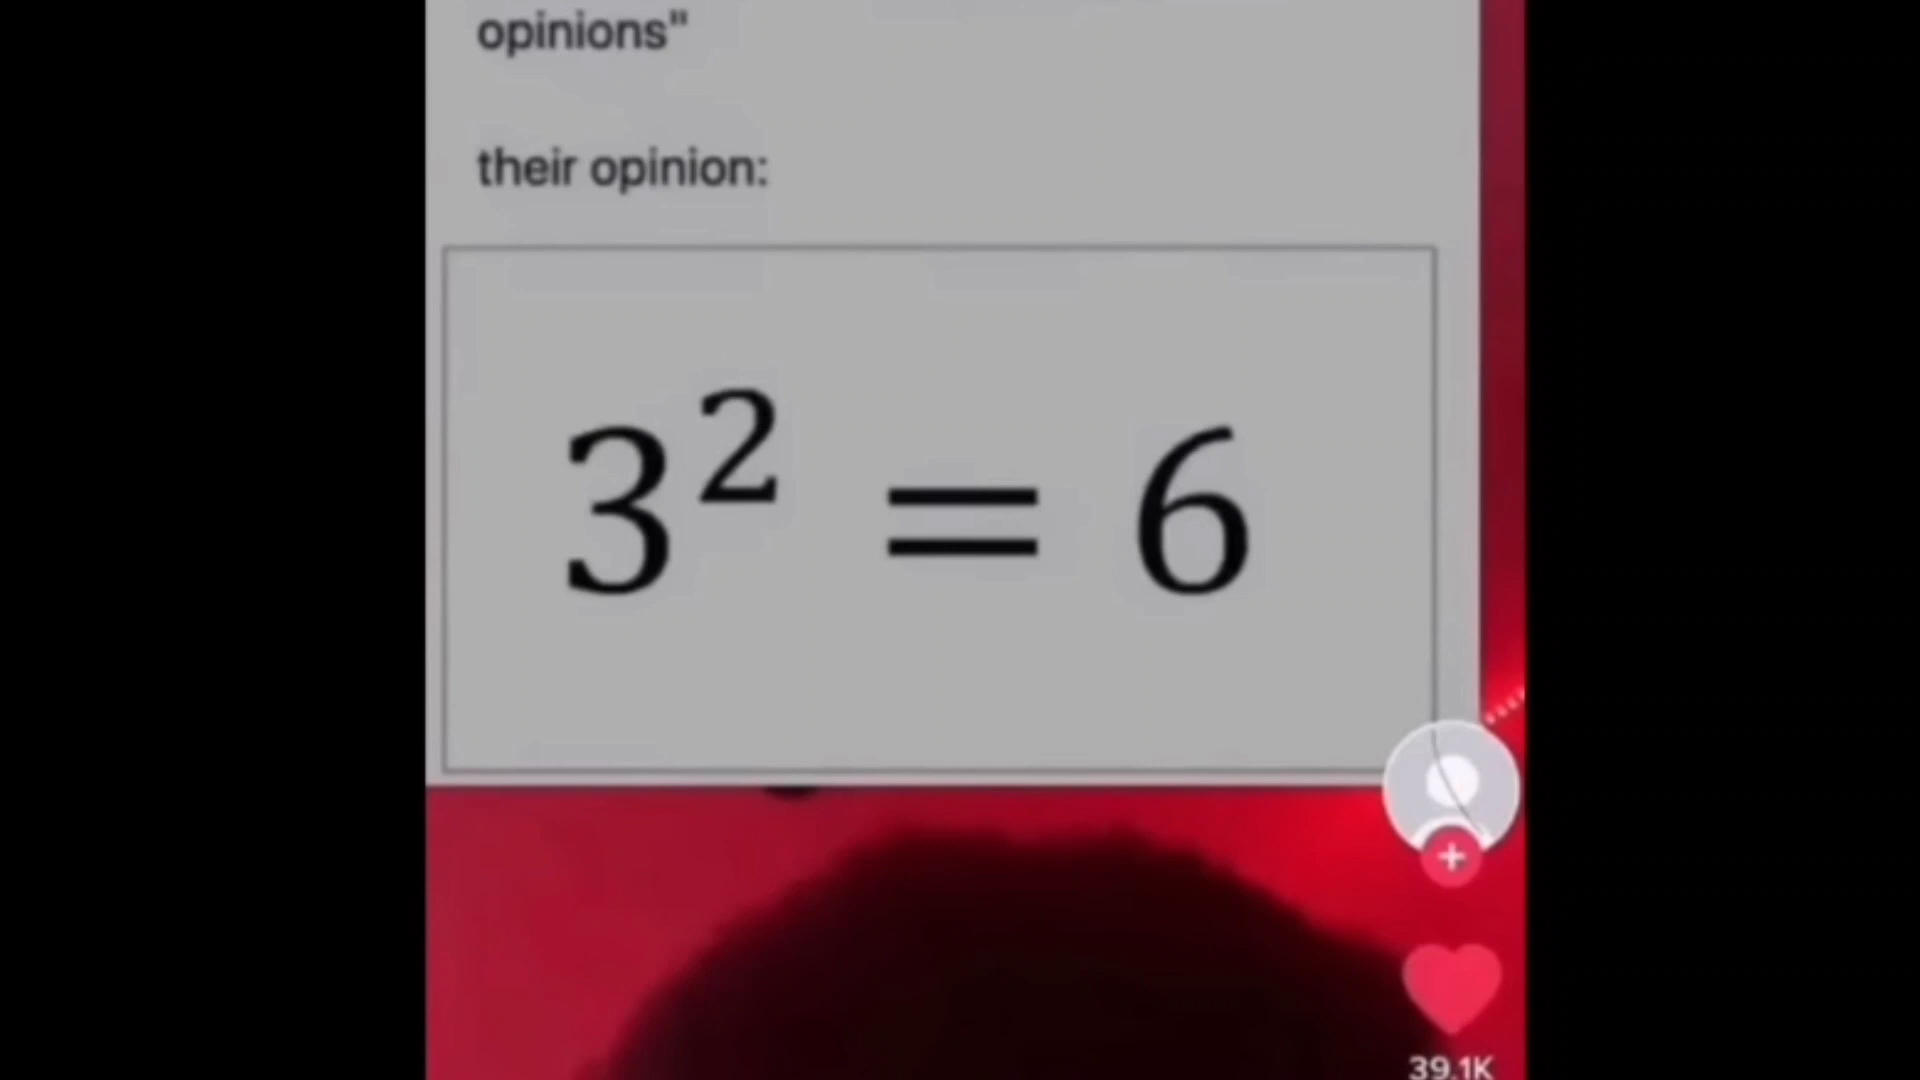 opinions"
their opinion:
3² = 6
39.1K